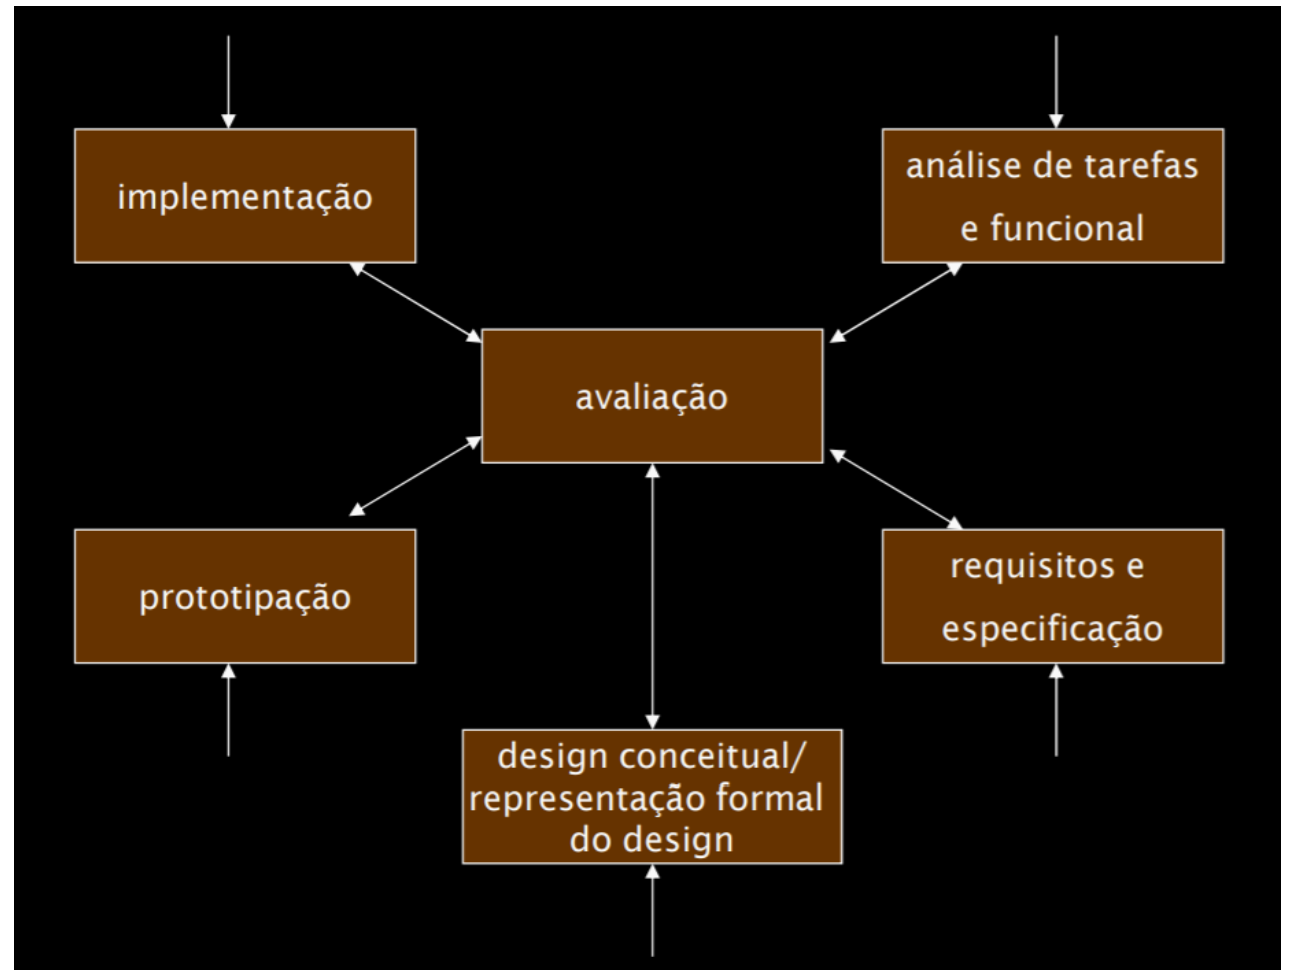 implementação
análise de tarefas
e funcional
avaliação
prototipação
requisitos e
especificação
design conceitual/
representação formal
do design